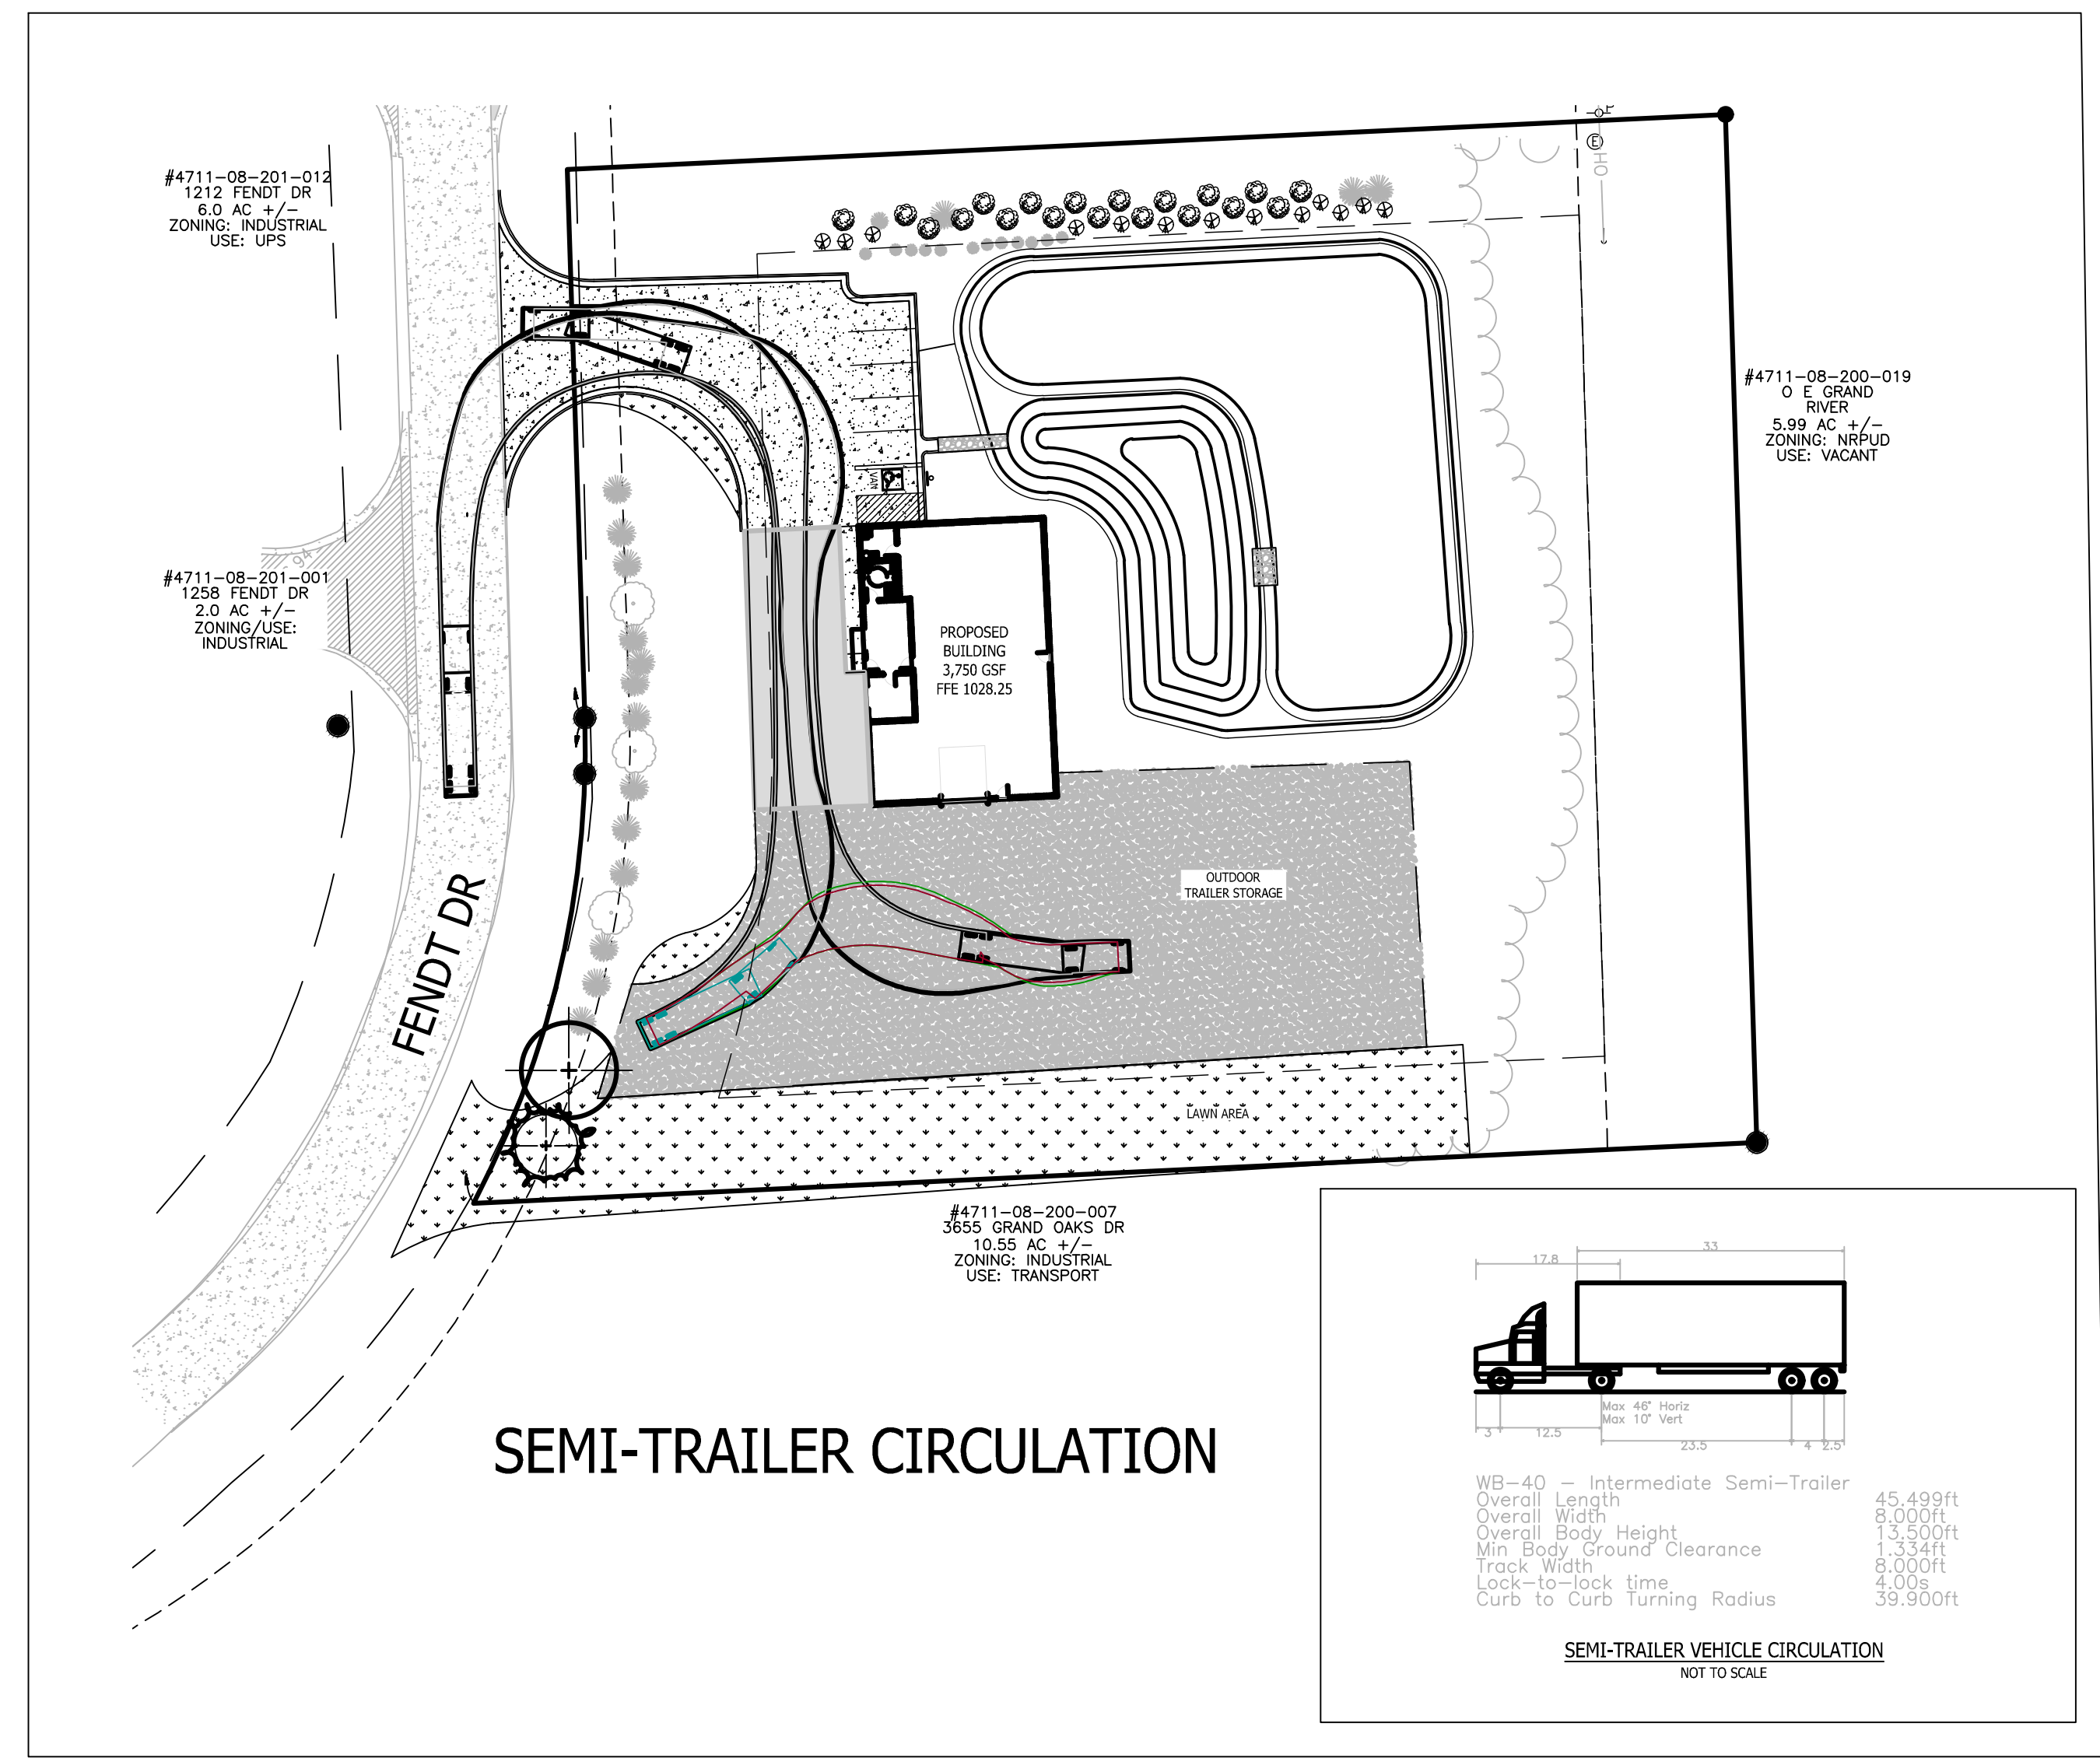 #4711-08-201-012
1212 FENDT DR
6.0 AC +/-
ZONING: INDUSTRIAL
USE: UPS
E
OH
#4711-08-200-019
O E GRAND
RIVER
5.99 AC +/-
ZONING: NRPUD
USE: VACANT
VAN
94
#4711-08-201-001
1258 FENDT DR
2.0 AC +/-
ZONING/USE:
INDUSTRIAL
PROPOSED
BUILDING
3,750 GSF
FFE 1028.25
FENDT DR
OUTDOOR
TRAILER STORAGE
LAWN AREA
#4711-08-200-007
3655 GRAND OAKS DR
10.55 AC +/-
ZONING: INDUSTRIAL
USE: TRANSPORT
SEMI-TRAILER CIRCULATION
33
17.8
Max 46° Horiz
Max 10° Vert
3 12.5 23.5 4 2.5
WB-40 - Intermediate Semi-Trailer
Overall Length 45.499ft
Overall Width 8.000ft
Overall Body Height 13.500ft
Min Body Ground Clearance 1.334ft
Track Width 8.000ft
Lock-to-lock time 4.00s
Curb to Curb Turning Radius 39.900ft
SEMI-TRAILER VEHICLE CIRCULATION
NOT TO SCALE